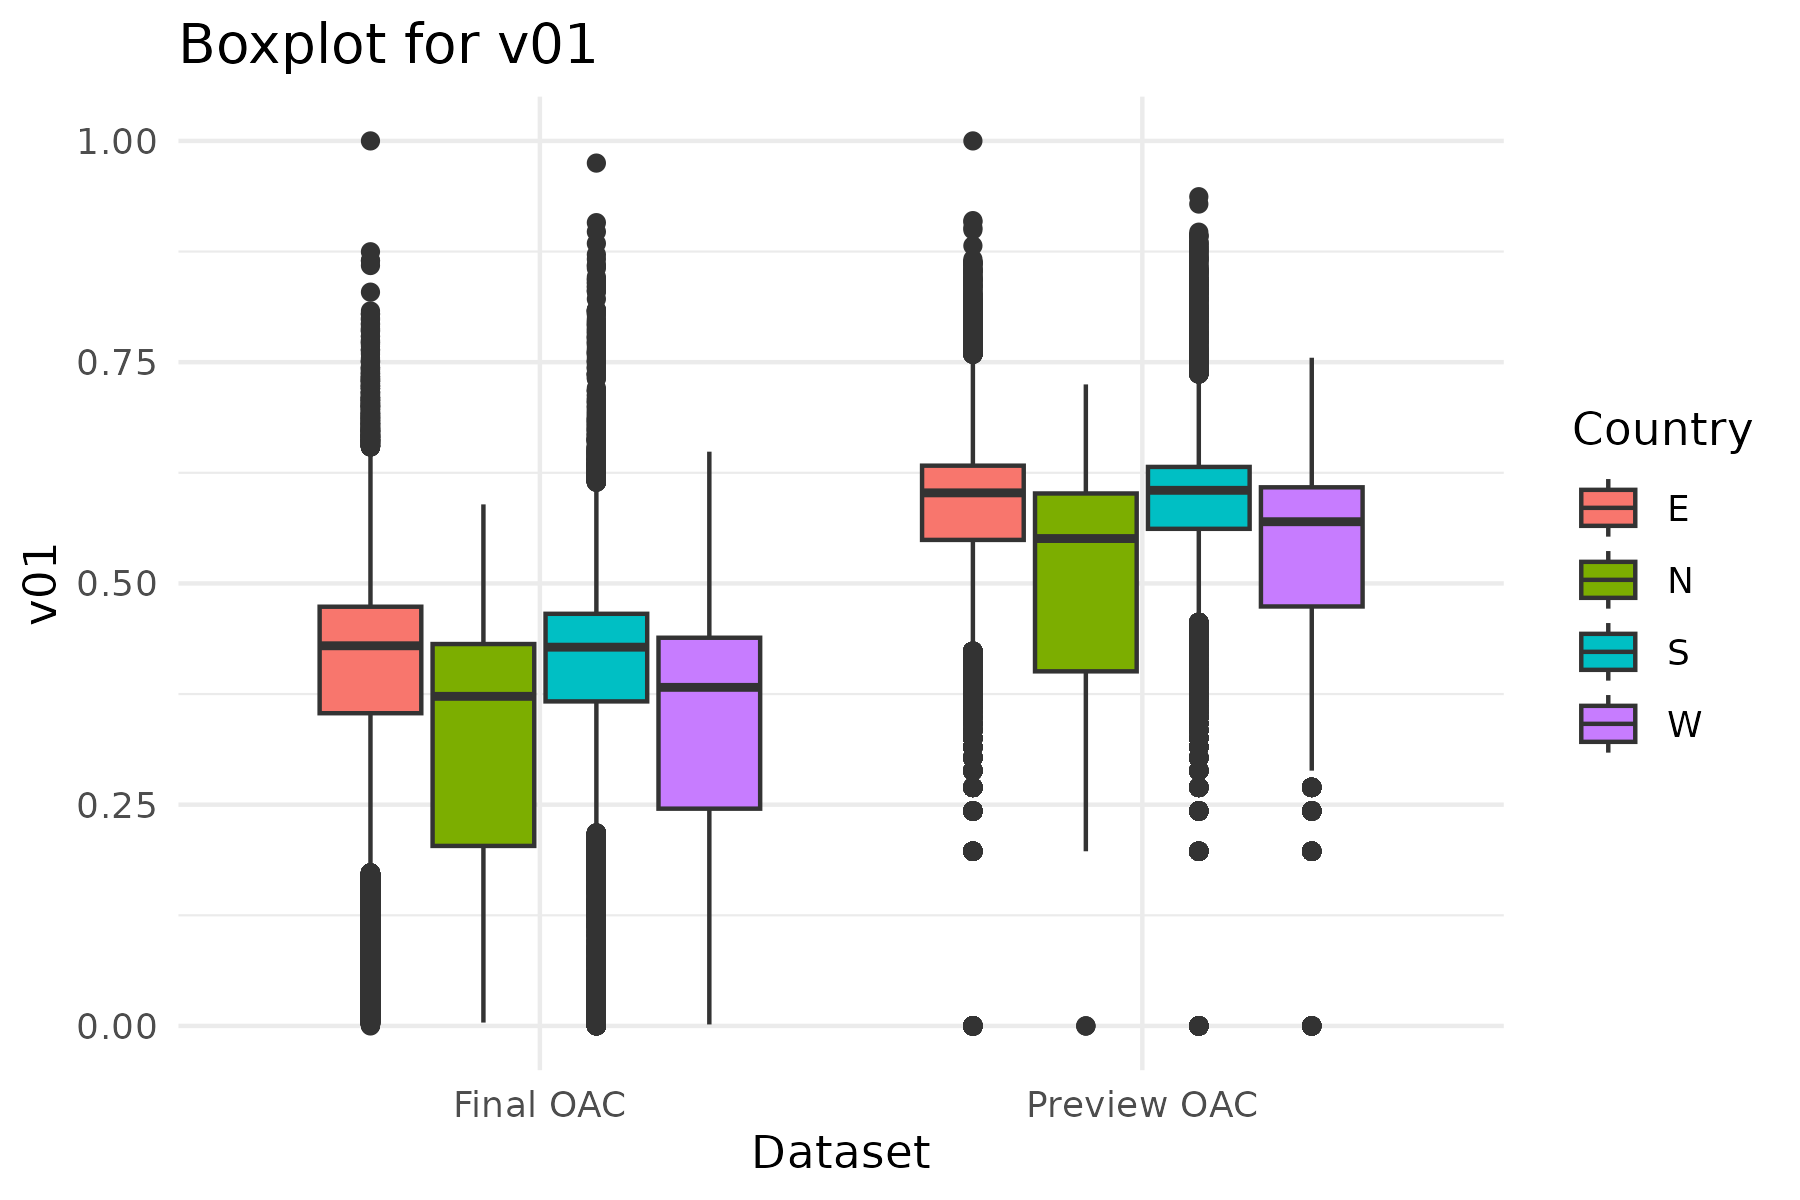 Boxplot for v01
1.00
0.75
0.50
0.25
0.00
v01
Final OAC
Preview OAC
Dataset
Country
E
N
S
W